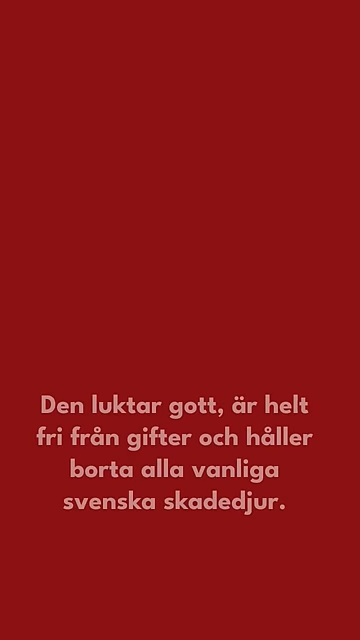 Den luktar gott, är helt
fri från gifter och håller
borta alla vanliga
svenska skadedjur.